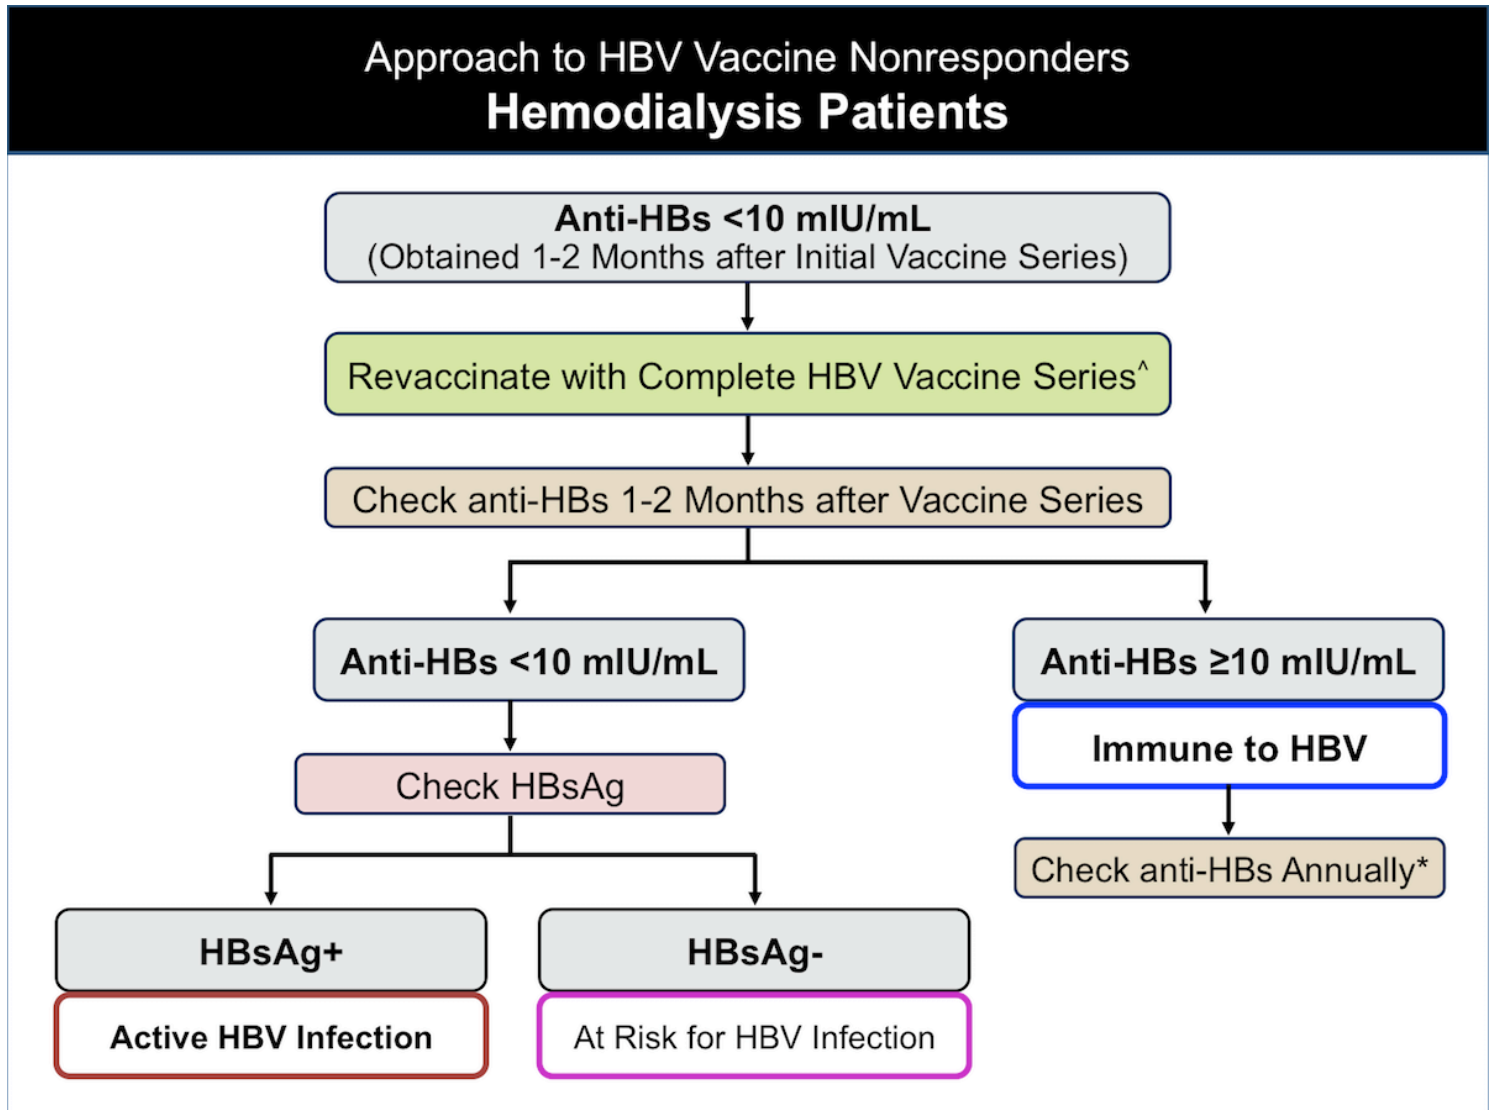 Approach to HBV Vaccine Nonresponders
Hemodialysis Patients
Anti-HBs <10 mIU/mL
(Obtained 1-2 Months after Initial Vaccine Series)
Revaccinate with Complete HBV Vaccine Series^
Check anti-HBs 1-2 Months after Vaccine Series
Anti-HBs <10 mIU/mL
Anti-HBs ≥10 mIU/mL
Immune to HBV
Check HBsAg
Check anti-HBs Annually*
HBsAg+
HBsAg-
Active HBV Infection
At Risk for HBV Infection